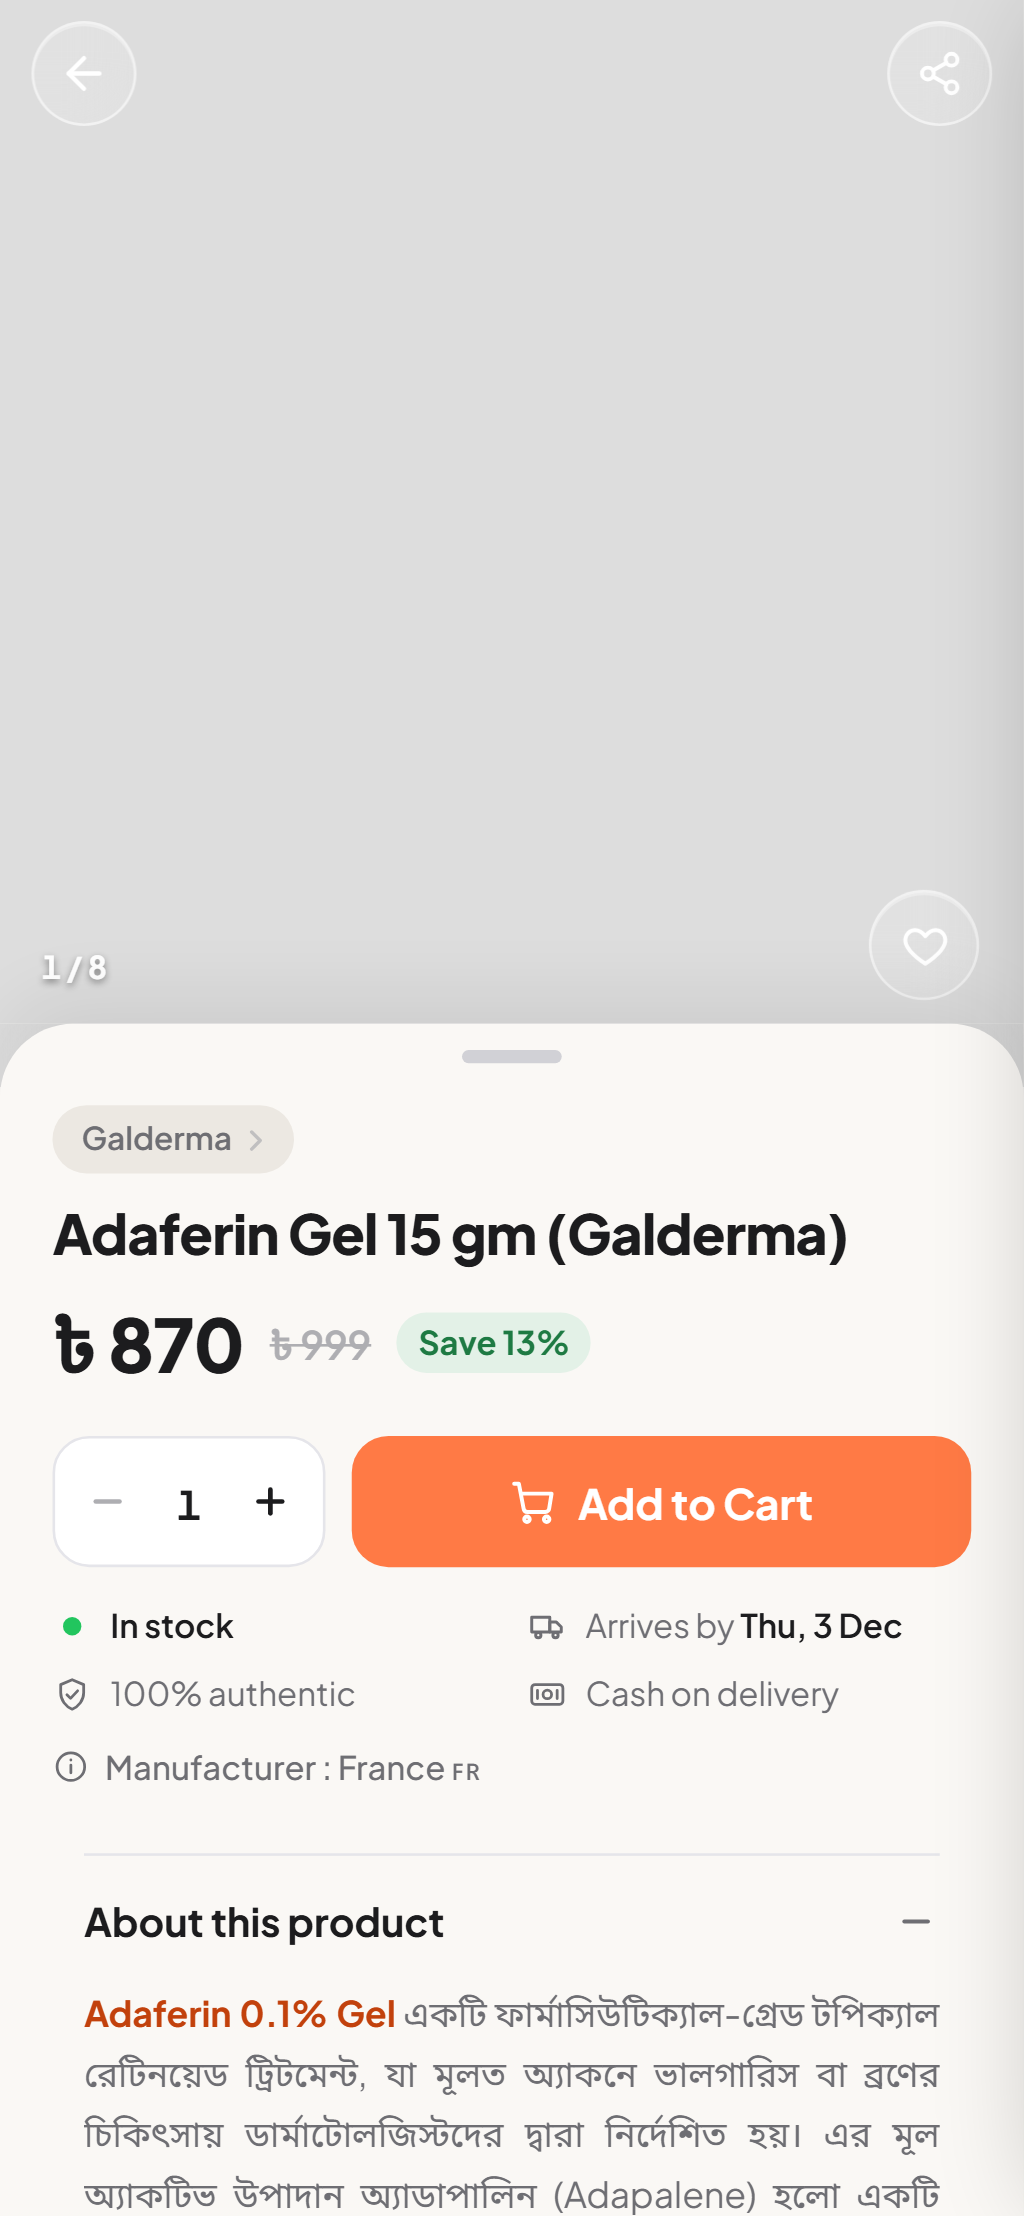 1/8
Galderma
Adaferin Gel 15 gm (Galderma)
৳ 870 ৳ 999 Save 13%
1 Add to Cart
In stock
Arrives by Thu, 3 Dec
100% authentic
Cash on delivery
Manufacturer : France FR
About this product
Adaferin 0.1% Gel একটি ফার্মাসিউটিক্যাল-গ্রেড টপিক্যাল
রেটিনয়েড ট্রিটমেন্ট, যা মূলত অ্যাকনে ভালগারিস বা ব্রণের
চিকিৎসায় ডার্মাটোলজিস্টদের দ্বারা নির্দেশিত হয়। এর মূল
অ্যাকটিভ উপাদান অ্যাডাপালিন (Adapalene) হলো একটি